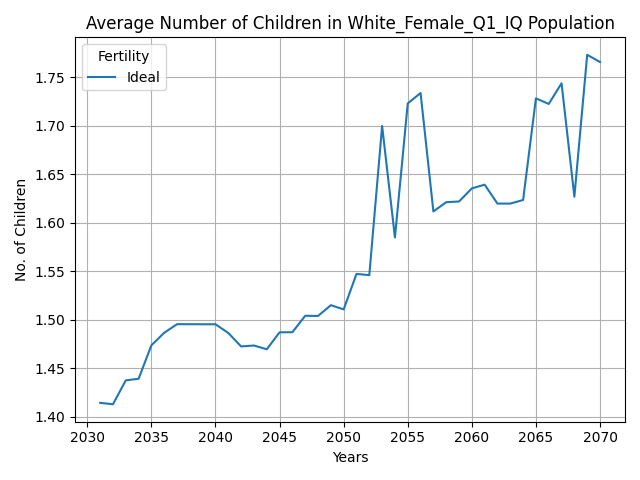 Average Number of Children in White_Female_Q1_IQ Population
Fertility
Ideal
1.75
1.70
1.65
1.60
1.55
1.50
1.45
1.40
No. of Children
2030 2035 2040 2045 2050 2055 2060 2065 2070
Years